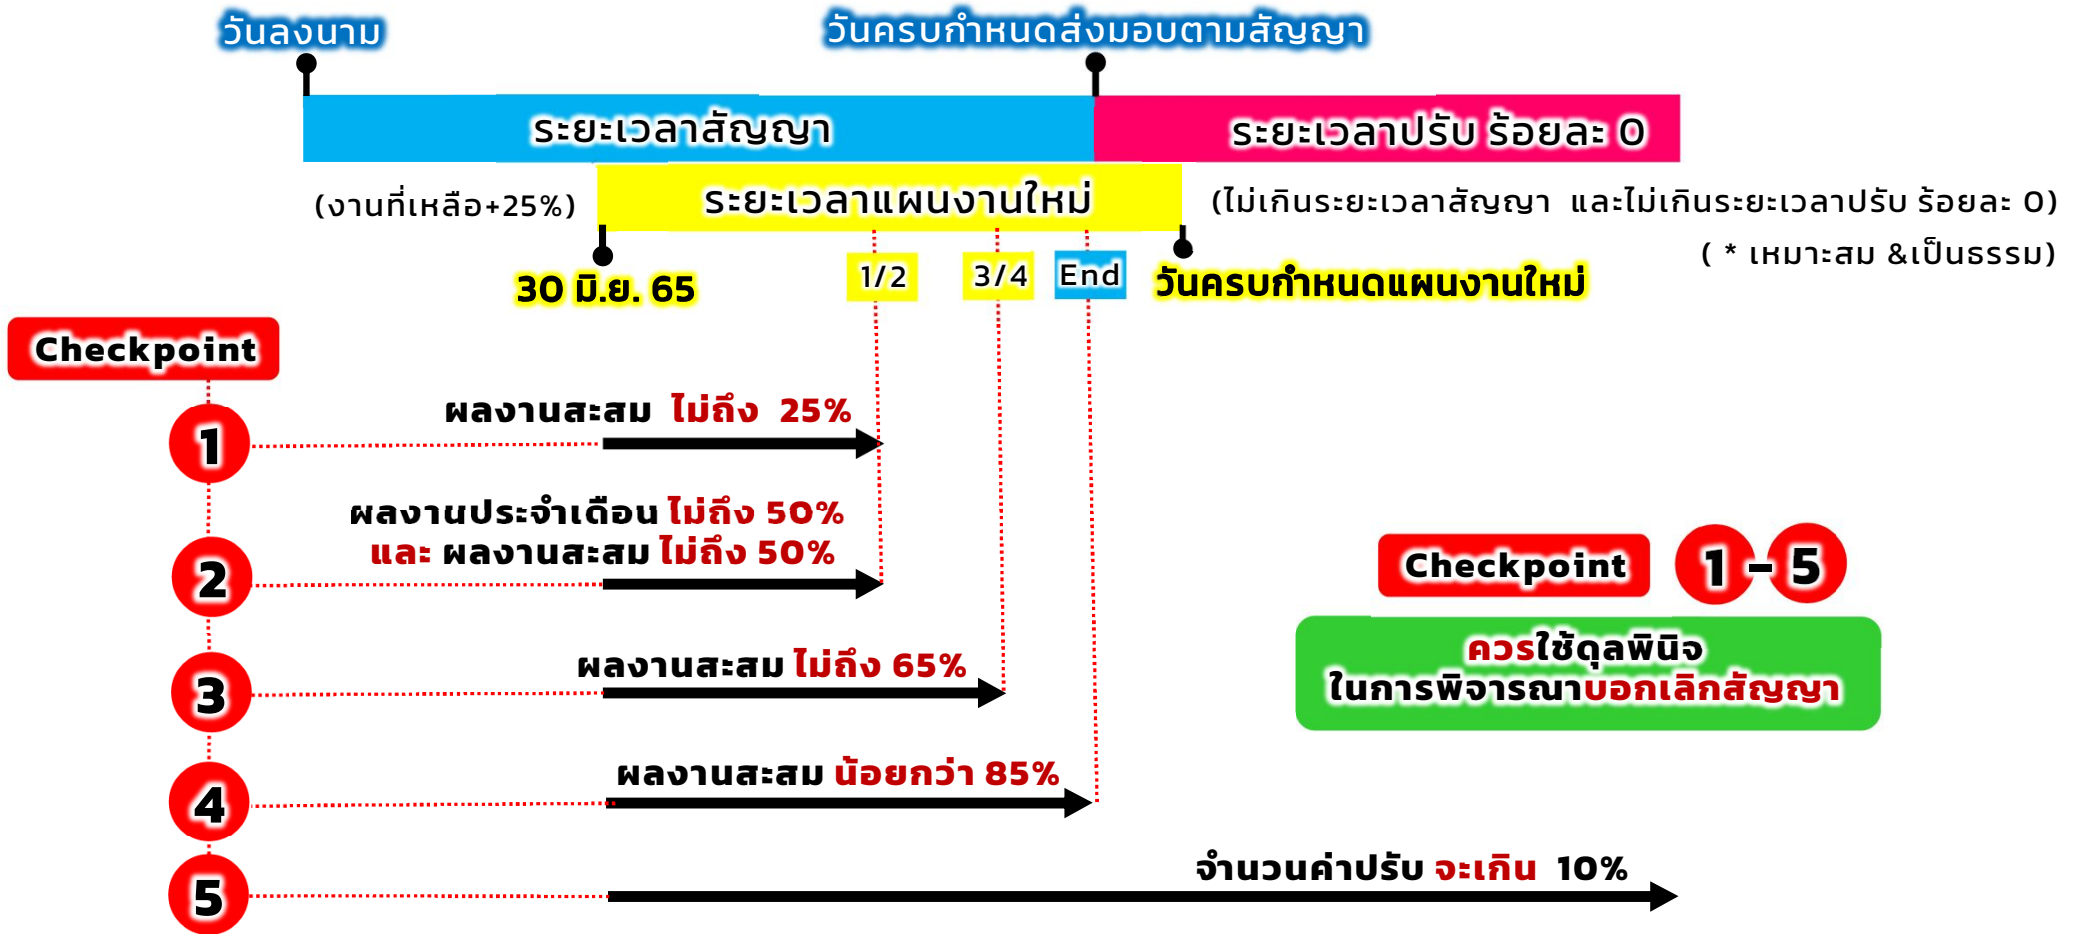 วันลงนาม
วันครบกำหนดส่งมอบตามสัญญา
ระยะเวลาสัญญา
ระยะเวลาปรับ ร้อยละ 0
(งานที่เหลือ+25%)
ระยะเวลาแผนงานใหม่
(ไม่เกินระยะเวลาสัญญา และไม่เกินระยะเวลาปรับ ร้อยละ 0)
( * เหมาะสม &เป็นธรรม)
30 มิ.ย. 65
1/2
3/4
End
วันครบกำหนดแผนงานใหม่
Checkpoint
ผลงานสะสม ไม่ถึง 25%
1
ผลงานประจำเดือน ไม่ถึง 50%
และ ผลงานสะสม ไม่ถึง 50%
2
Checkpoint 1 - 5
ควรใช้ดุลพินิจ
ในการพิจารณาบอกเลิกสัญญา
ผลงานสะสม ไม่ถึง 65%
3
ผลงานสะสม น้อยกว่า 85%
4
จำนวนค่าปรับ จะเกิน 10%
5